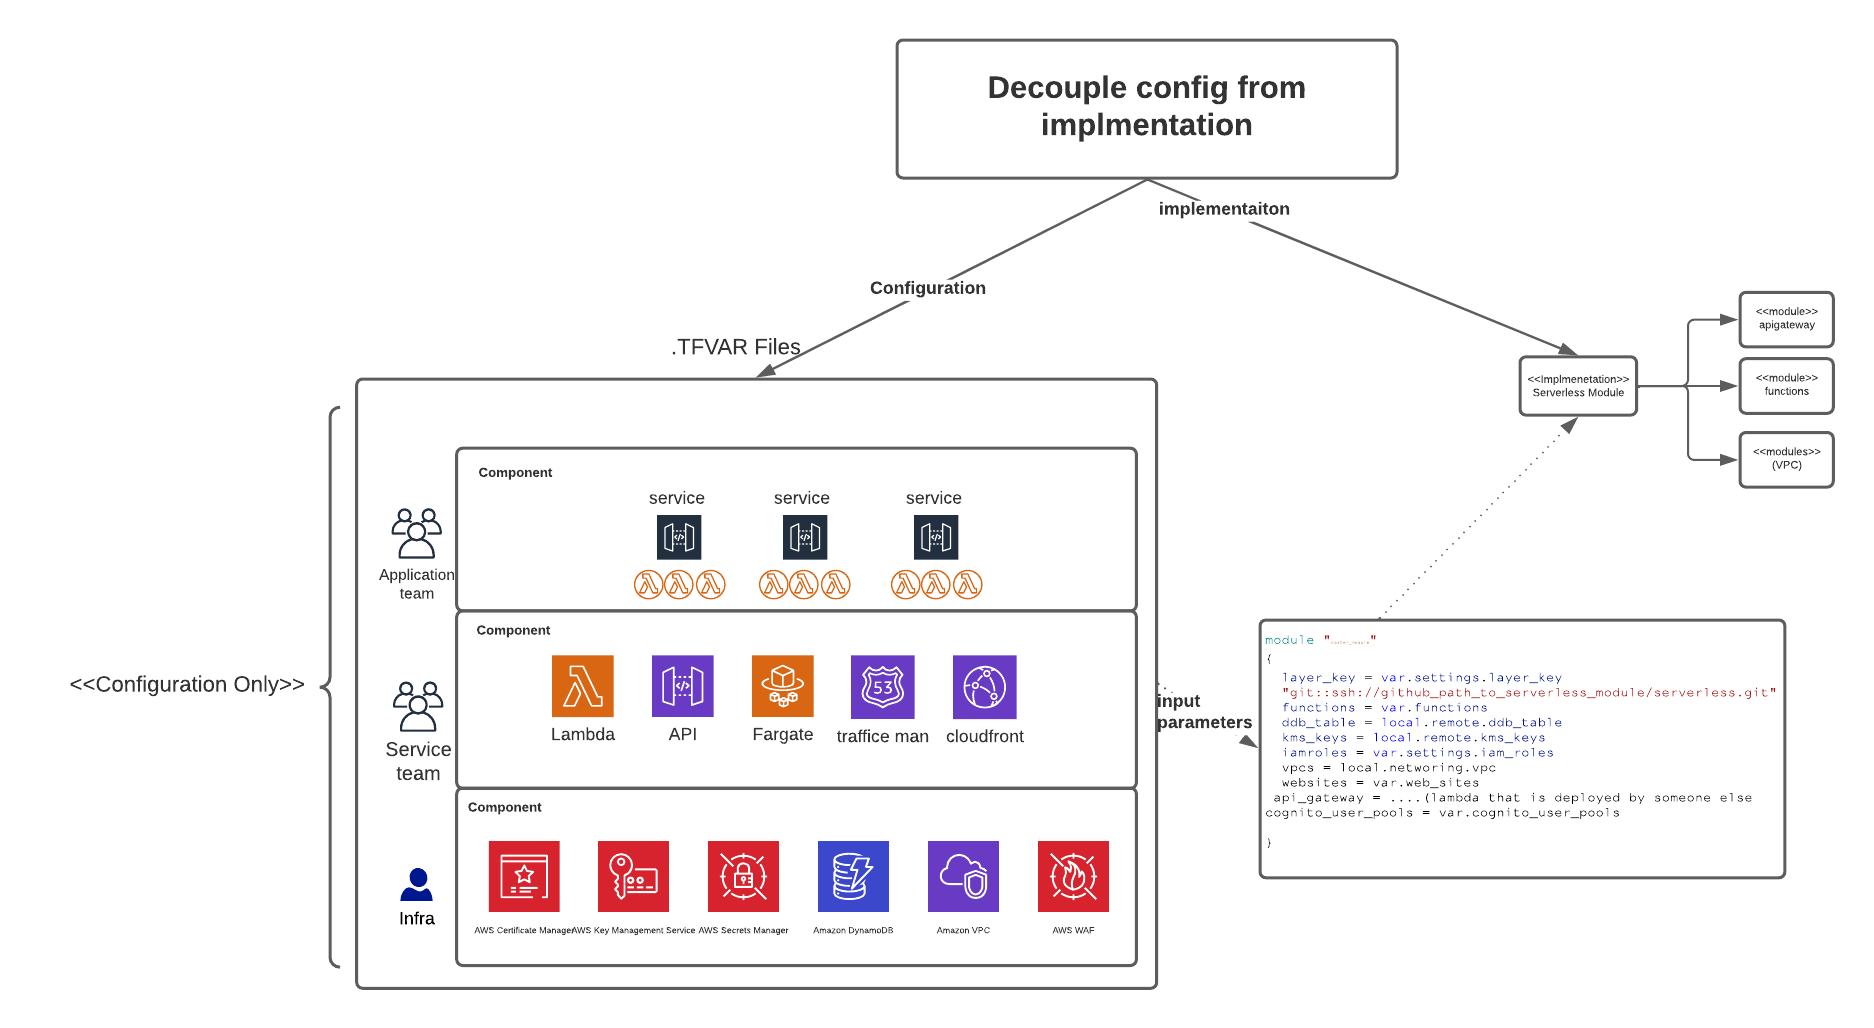 Decouple config from
implmentation
implementaiton
Configuration
.TFVAR Files
<<module>>
apigateway
<<Implmenetation>>
Serverless Module
<<module>>
functions
<<modules>>
(VPC)
Component
service service service
Application
team
Component
Lambda API Fargate traffice man cloudfront
Service
team
<<Configuration Only>>
53
Component
Infra
AWS Certificate Manager AWS Key Management Service AWS Secrets Manager Amazon DynamoDB Amazon VPC AWS WAF
input
parameters
module " "
{
layer_key = var.settings.layer_key
"git::ssh://github_path_to_serverless_module/serverless.git"
functions = var.functions
ddb_table = local.remote.ddb_table
kms_keys = local.remote.kms_keys
iamroles = var.settings.iam_roles
vpcs = local.networing.vpc
websites = var.web_sites
api_gateway = ....(lambda that is deployed by someone else
cognito_user_pools = var.cognito_user_pools
}